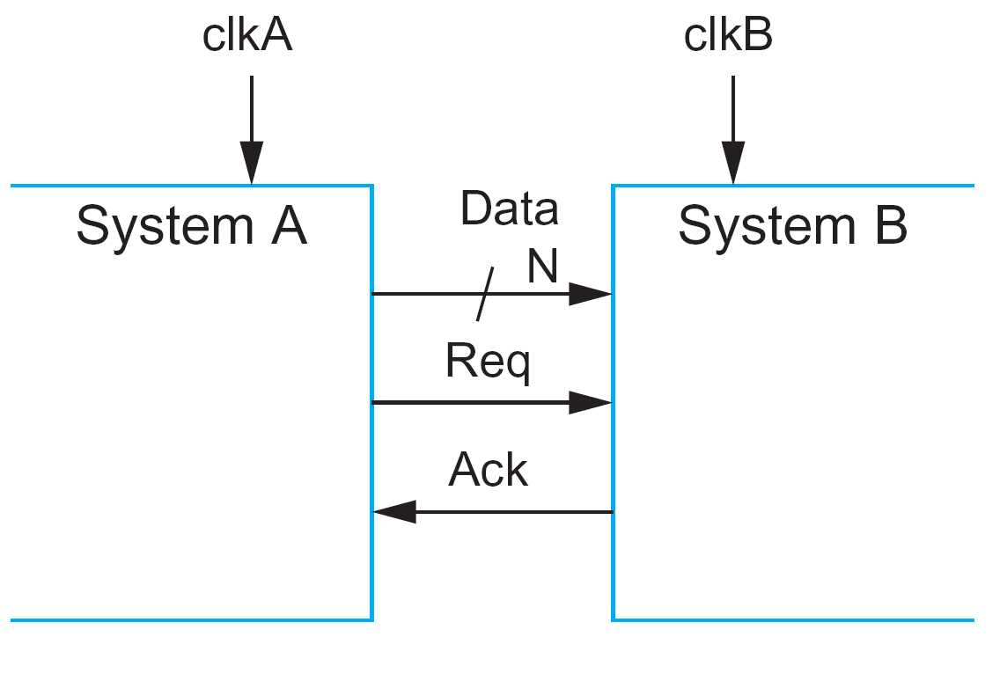 clkA
clkB
System A
Data
N
System B
Req
Ack